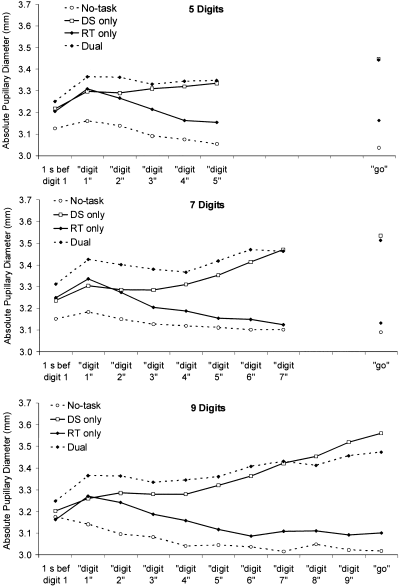 5 Digits
No-task
DS only
RT only
Dual
Absolute Pupillary Diameter (mm)
3.7
3.6
3.5
3.4
3.3
3.2
3.1
3.0
1 s bef "digit "digit "digit "digit "digit "go"
digit 1 1" 2" 3" 4" 5"
7 Digits
No-task
DS only
RT only
Dual
Absolute Pupillary Diameter (mm)
3.7
3.6
3.5
3.4
3.3
3.2
3.1
3.0
1 s bef "digit "digit "digit "digit "digit "digit "digit "go"
digit 1 1" 2" 3" 4" 5" 6" 7"
9 Digits
No-task
DS only
RT only
Dual
Absolute Pupillary Diameter (mm)
3.7
3.6
3.5
3.4
3.3
3.2
3.1
3.0
1 s bef "digit "digit "digit "digit "digit "digit "digit "digit "digit "go"
digit 1 1" 2" 3" 4" 5" 6" 7" 8" 9"